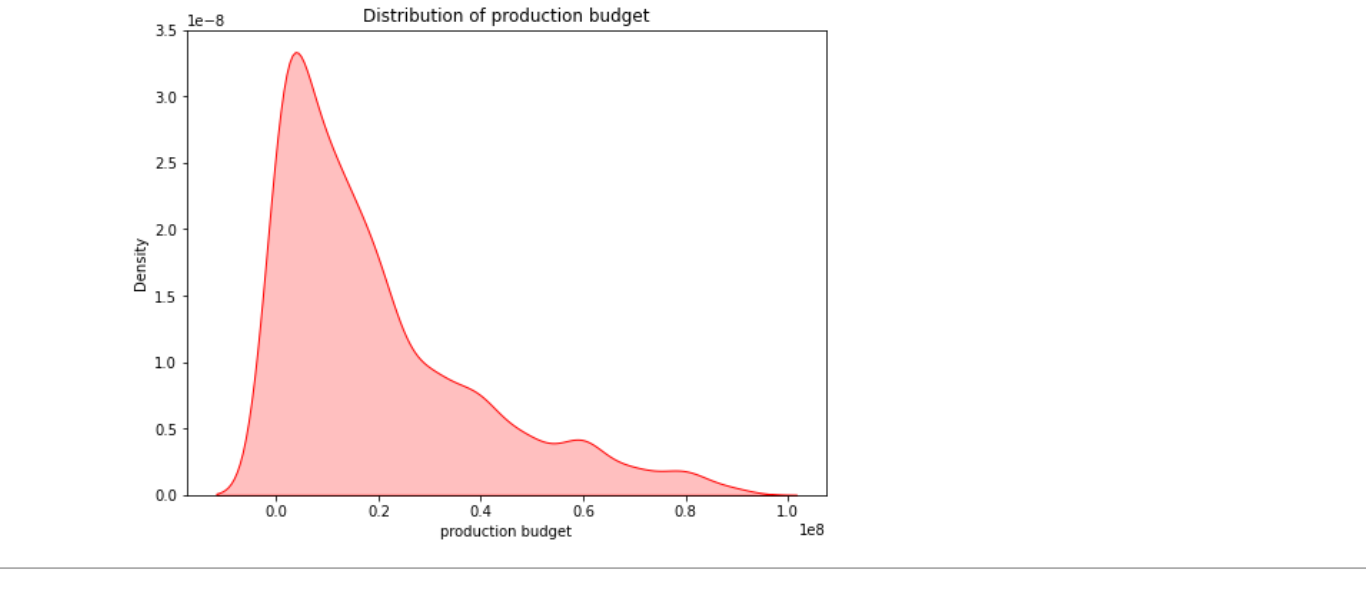 Distribution of production budget
1e−8
3.5
3.0
2.5
2.0
1.5
1.0
0.5
0.0
Density
0.0 0.2 0.4 0.6 0.8 1.0
1e8
production budget